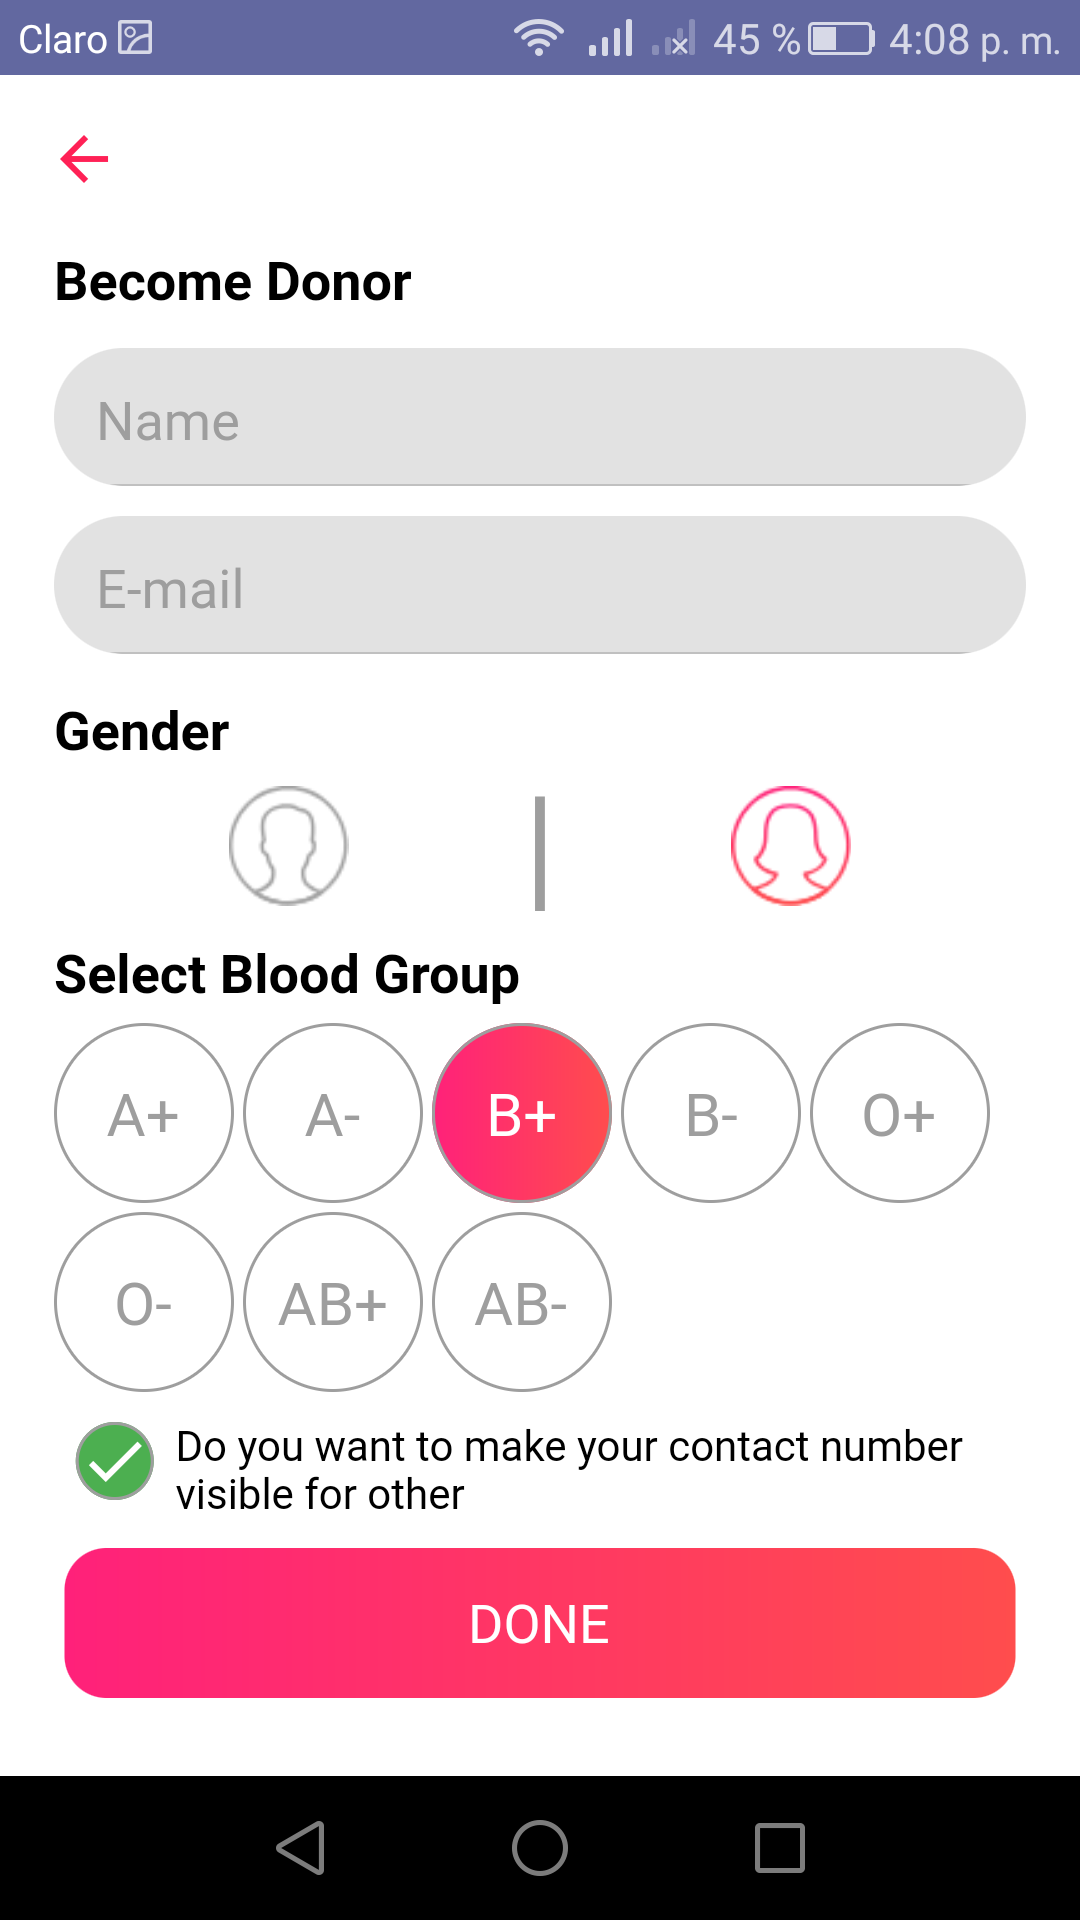 Claro 45 % 4:08 p. m.
Become Donor
Name
E-mail
Gender
Select Blood Group
A+ A- B+ B- O+
O- AB+ AB-
Do you want to make your contact number
visible for other
DONE